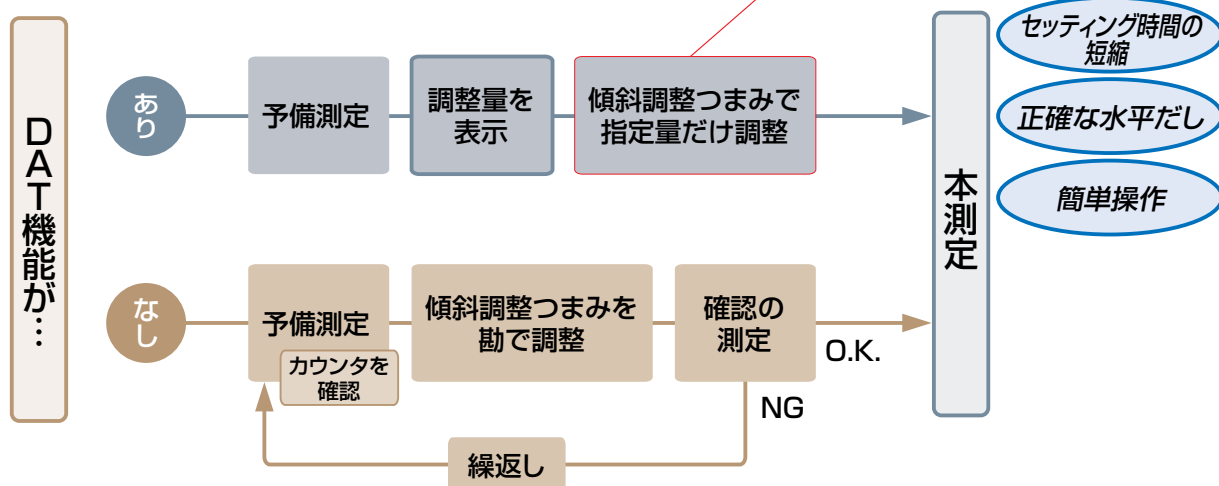 DAT機能が…
あり
予備測定
調整量を
表示
傾斜調整つまみで
指定量だけ調整
なし
予備測定
カウンタを
確認
傾斜調整つまみを
勘で調整
確認の
測定
O.K.
NG
繰返し
本測定
セッティング時間の
短縮
正確な水平だし
簡単操作